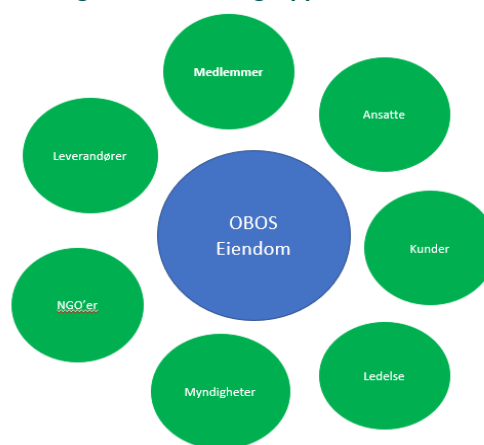 Medlemmer
Ansatte
Leverandører
OBOS
Eiendom
Kunder
NGO'er
Ledelse
Myndigheter